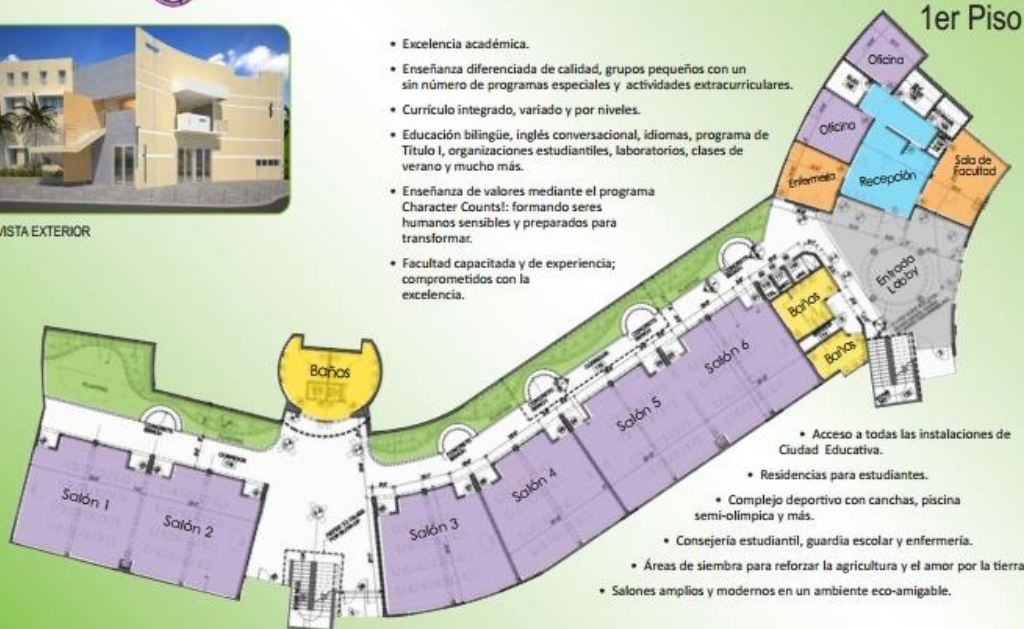 1er Piso
• Excelencia académica.
• Enseñanza diferenciada de calidad, grupos pequeños con un
sin número de programas especiales y actividades extracurriculares.
• Currículo integrado, variado y por niveles.
• Educación bilingüe, inglés conversacional, idiomas, programa de
Título I, organizaciones estudiantiles, laboratorios, clases de
verano y mucho más.
• Enseñanza de valores mediante el programa
Character Counts!: formando seres
humanos sensibles y preparados para
transformar.
• Facultad capacitada y de experiencia;
comprometidos con la
excelencia.
VISTA EXTERIOR
Oficina
Oficina
Enfermería
Recepción
Sala de
Facultad
Entrada
Lobby
Baños
Baños
Baños
Salón 6
Salón 5
Salón 4
Salón 3
Salón 1
Salón 2
• Acceso a todas las instalaciones de
Ciudad Educativa.
• Residencias para estudiantes.
• Complejo deportivo con canchas, piscina
semi-olímpica y más.
• Consejería estudiantil, guardia escolar y enfermería.
• Áreas de siembra para reforzar la agricultura y el amor por la tierra
• Salones amplios y modernos en un ambiente eco-amigable.